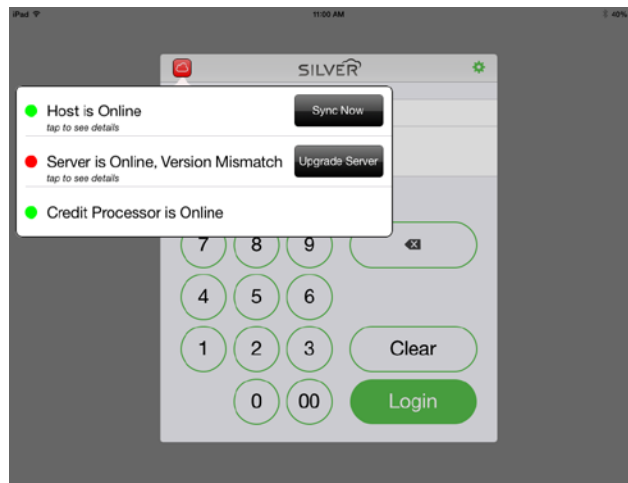 iPad
11:00 AM
40%
SILVER
Host is Online
tap to see details
Sync Now
Server is Online, Version Mismatch
tap to see details
Upgrade Server
Credit Processor is Online
7 8 9
4 5 6
1 2 3 Clear
0 00 Login